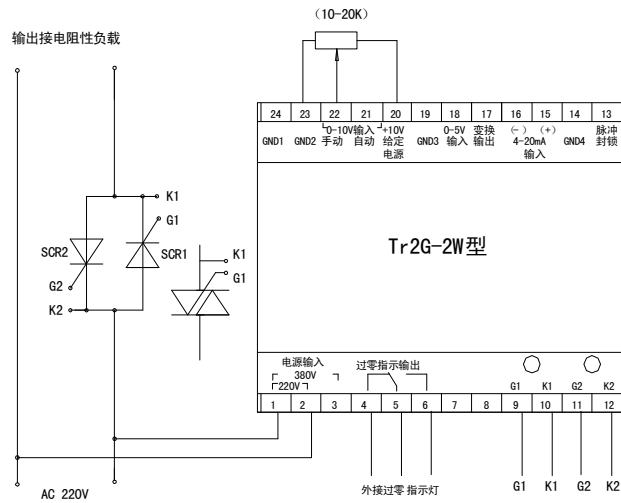 （10-20K）
输出接电阻性负载
24 23 22 21 20 19 18 17 16 15 14 13
GND1 GND2 0-10V输入 +10V GND3 0-5V 变换 (-) (+) GND4 脉冲
手动 自动 给定 输入 输出 4-20mA 封锁
电源 输入
Tr2G-2W型
K1
G1
SCR2
SCR1
G2
K2
K1
G1
电源输入
380V
220V
过零指示输出
G1 K1 G2 K2
1 2 3 4 5 6 7 8 9 10 11 12
外接过零指示灯
G1 K1 G2 K2
AC 220V